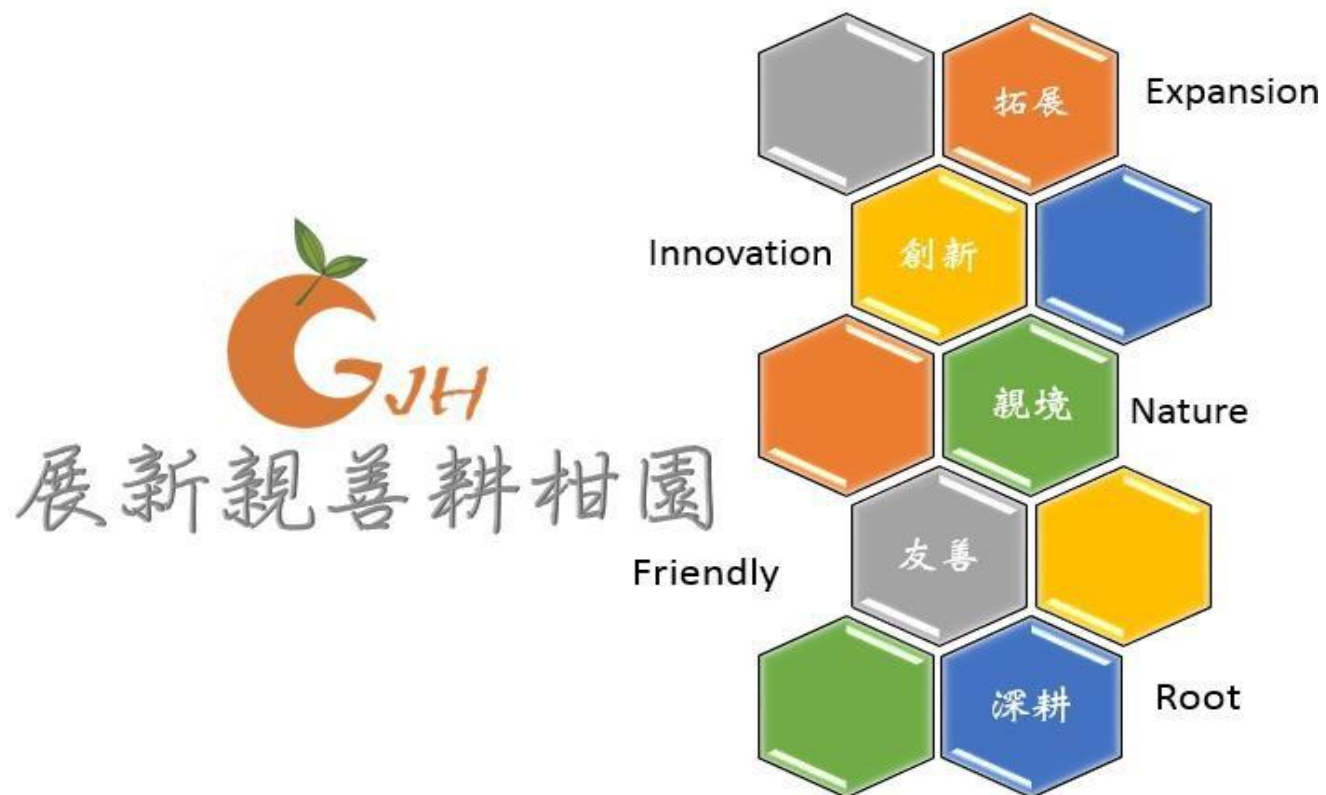 GJH
展新親善耕柑園
拓展 Expansion
Innovation 創新
親境 Nature
Friendly 友善
深耕 Root